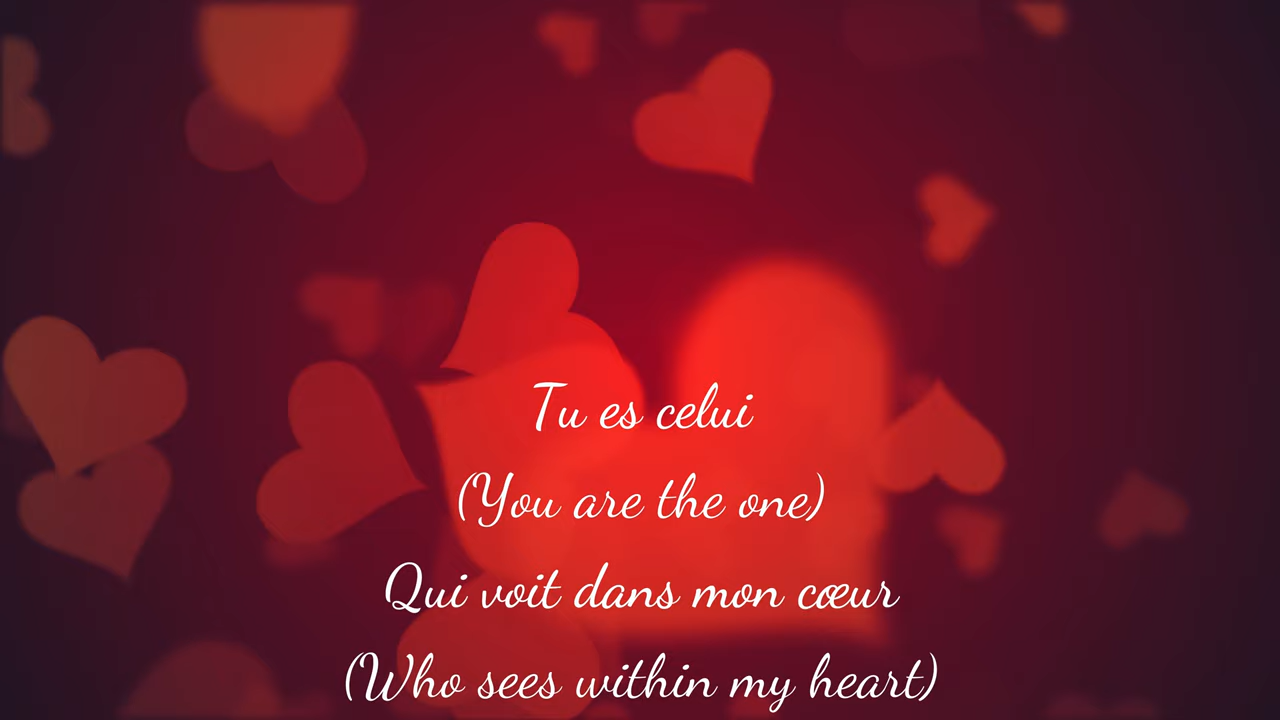 Tu es celui
(You are the one)
Qui voit dans mon cœur
(Who sees within my heart)